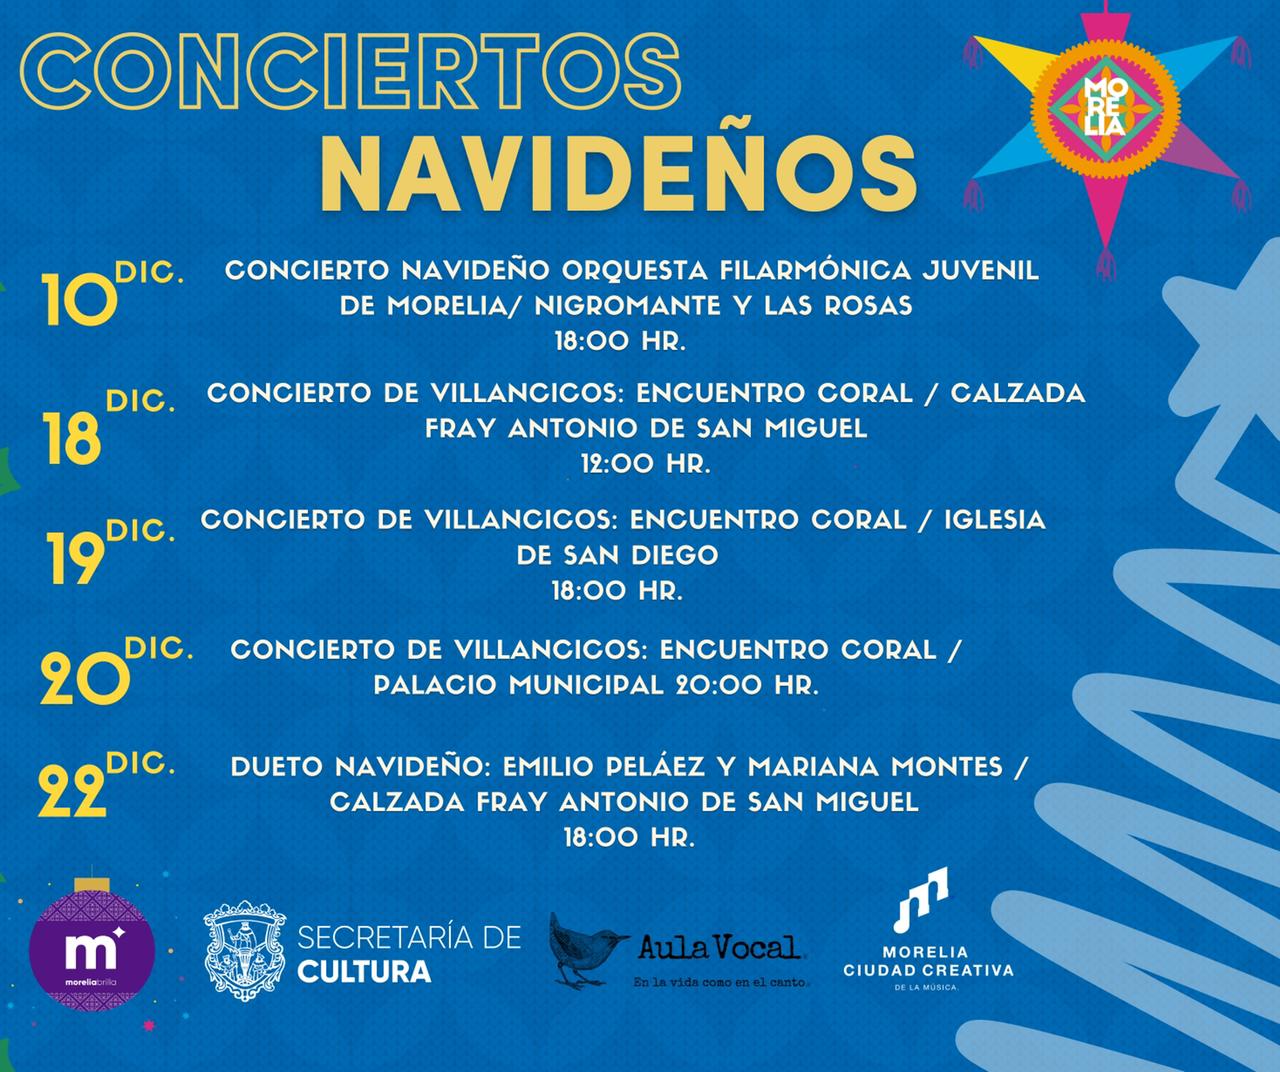 CONCIERTOS
NAVIDEÑOS
MO
RE
LIA
10 DIC.
CONCIERTO NAVIDEÑO ORQUESTA FILARMÓNICA JUVENIL
DE MORELIA/ NIGROMANTE Y LAS ROSAS
18:00 HR.
18 DIC.
CONCIERTO DE VILLANCICOS: ENCUENTRO CORAL / CALZADA
FRAY ANTONIO DE SAN MIGUEL
12:00 HR.
19 DIC.
CONCIERTO DE VILLANCICOS: ENCUENTRO CORAL / IGLESIA
DE SAN DIEGO
18:00 HR.
20 DIC.
CONCIERTO DE VILLANCICOS: ENCUENTRO CORAL /
PALACIO MUNICIPAL 20:00 HR.
22 DIC.
DUETO NAVIDEÑO: EMILIO PELÁEZ Y MARIANA MONTES /
CALZADA FRAY ANTONIO DE SAN MIGUEL
18:00 HR.
m
moreliabrilla
SECRETARÍA DE
CULTURA
Aula Vocal
En la vida como en el canto.
MORELIA
CIUDAD CREATIVA
DE LA MÚSICA.